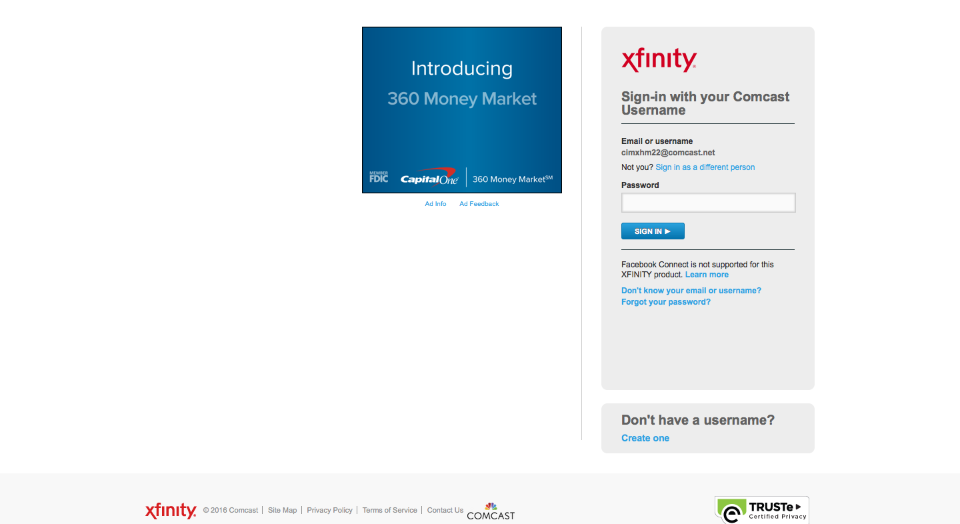 Introducing
360 Money Market
MEMBER
FDIC
Capital One
360 Money Market℠
Ad Info
Ad Feedback
xfinity
Sign-in with your Comcast
Username
Email or username
cimxhm22@comcast.net
Not you? Sign in as a different person
Password
SIGN IN ►
Facebook Connect is not supported for this
XFINITY product. Learn more
Don't know your email or username?
Forgot your password?
Don't have a username?
Create one
xfinity © 2016 Comcast | Site Map | Privacy Policy | Terms of Service | Contact Us COMCAST
TRUSTe ►
Certified Privacy